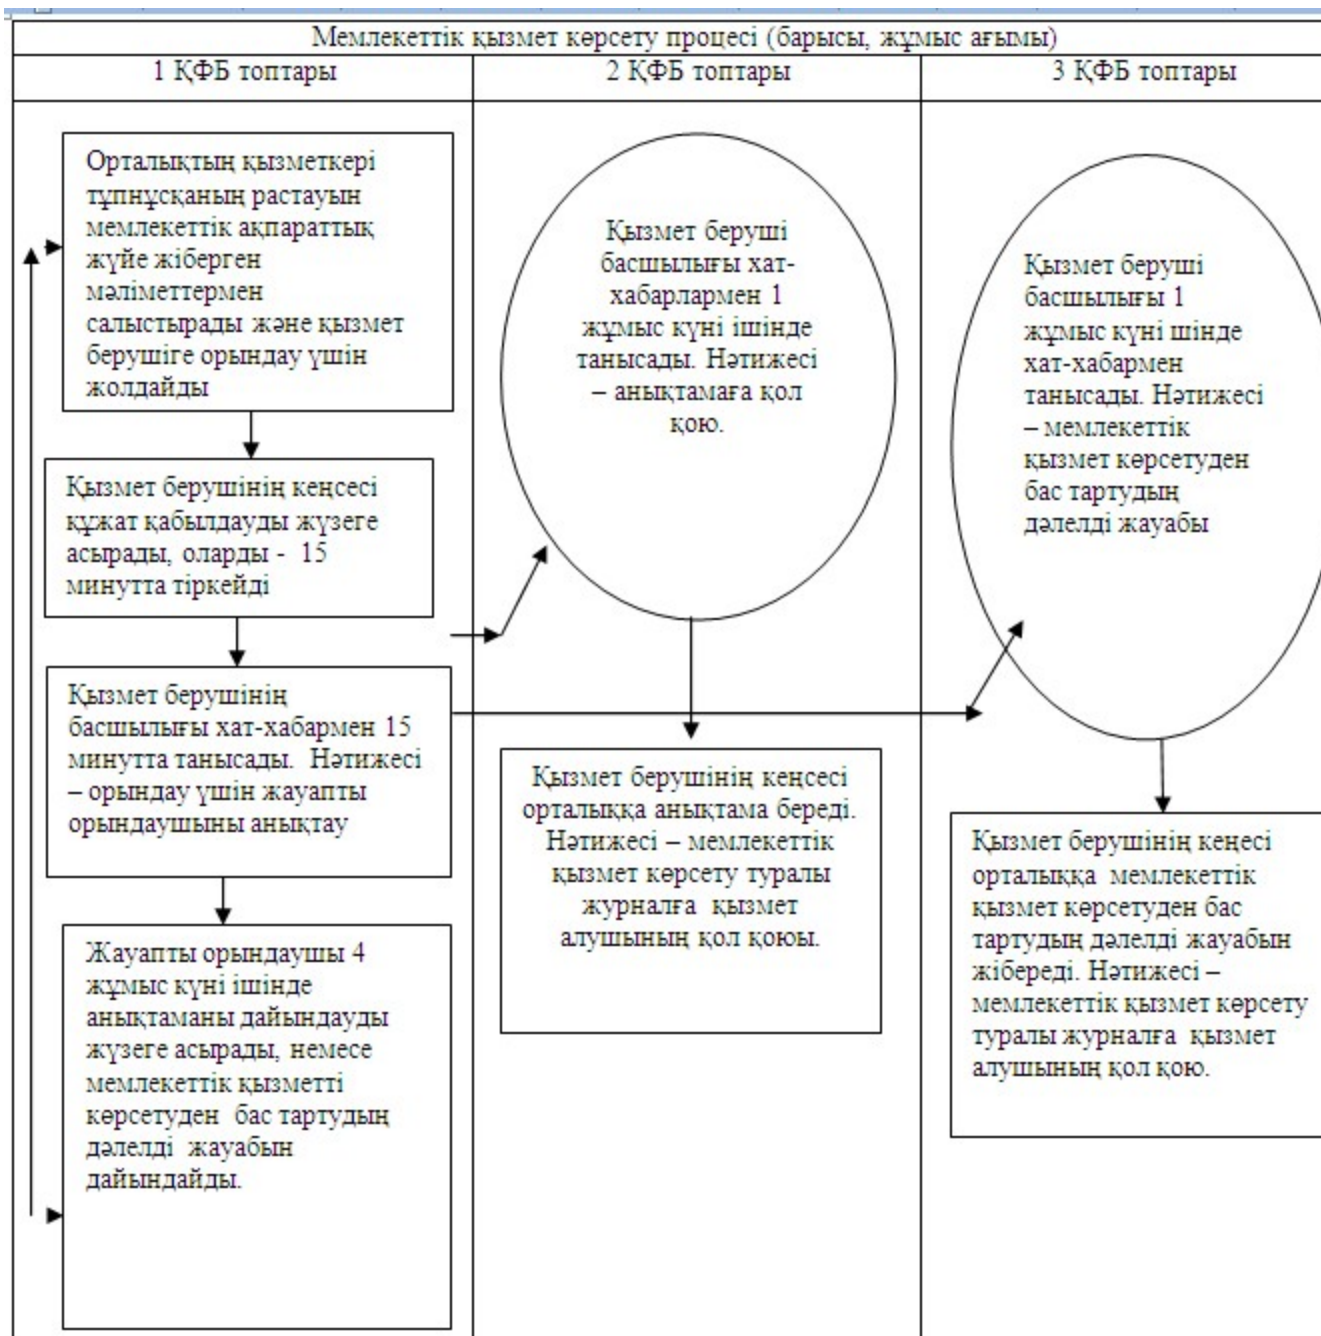 Мемлекеттік қызмет көрсету процесі (барысы, жұмыс ағымы)
1 ҚФБ топтары
2 ҚФБ топтары
3 ҚФБ топтары
Орталықтың қызметкері
тұпнұсқаның растауын
мемлекеттік ақпараттық
жүйе жіберген
мәліметтермен
салыстырады және қызмет
берушіге орындау үшін
жолдайды
Қызмет берушінің кеңсесі
құжат қабылдауды жүзеге
асырады, оларды - 15
минутта тіркейді
Қызмет берушінің
басшылығы хат-хабармен 15
минутта танысады. Нәтижесі
– орындау үшін жауапты
орындаушыны анықтау
Жауапты орындаушы 4
жұмыс күні ішінде
анықтаманы дайындауды
жүзеге асырады, немесе
мемлекеттік қызметті
көрсетуден бас тартудың
дәлелді жауабын
дайындайды.
Қызмет беруші
басшылығы хат-
хабарлармен 1
жұмыс күні ішінде
танысады. Нәтижесі
– анықтамаға қол
қою.
Қызмет берушінің кеңсесі
орталыққа анықтама береді.
Нәтижесі – мемлекеттік
қызмет көрсету туралы
журналға қызмет
алушының қол қоюы.
Қызмет беруші
басшылығы 1
жұмыс күні ішінде
хат-хабармен
танысады. Нәтижесі
– мемлекеттік
қызмет көрсетуден
бас тартудың
дәлелді жауабы
Қызмет берушінің кеңесі
орталыққа мемлекеттік
қызмет көрсетуден бас
тартудың дәлелді жауабын
жібереді. Нәтижесі –
мемлекеттік қызмет көрсету
туралы журналға қызмет
алушының қол қою.